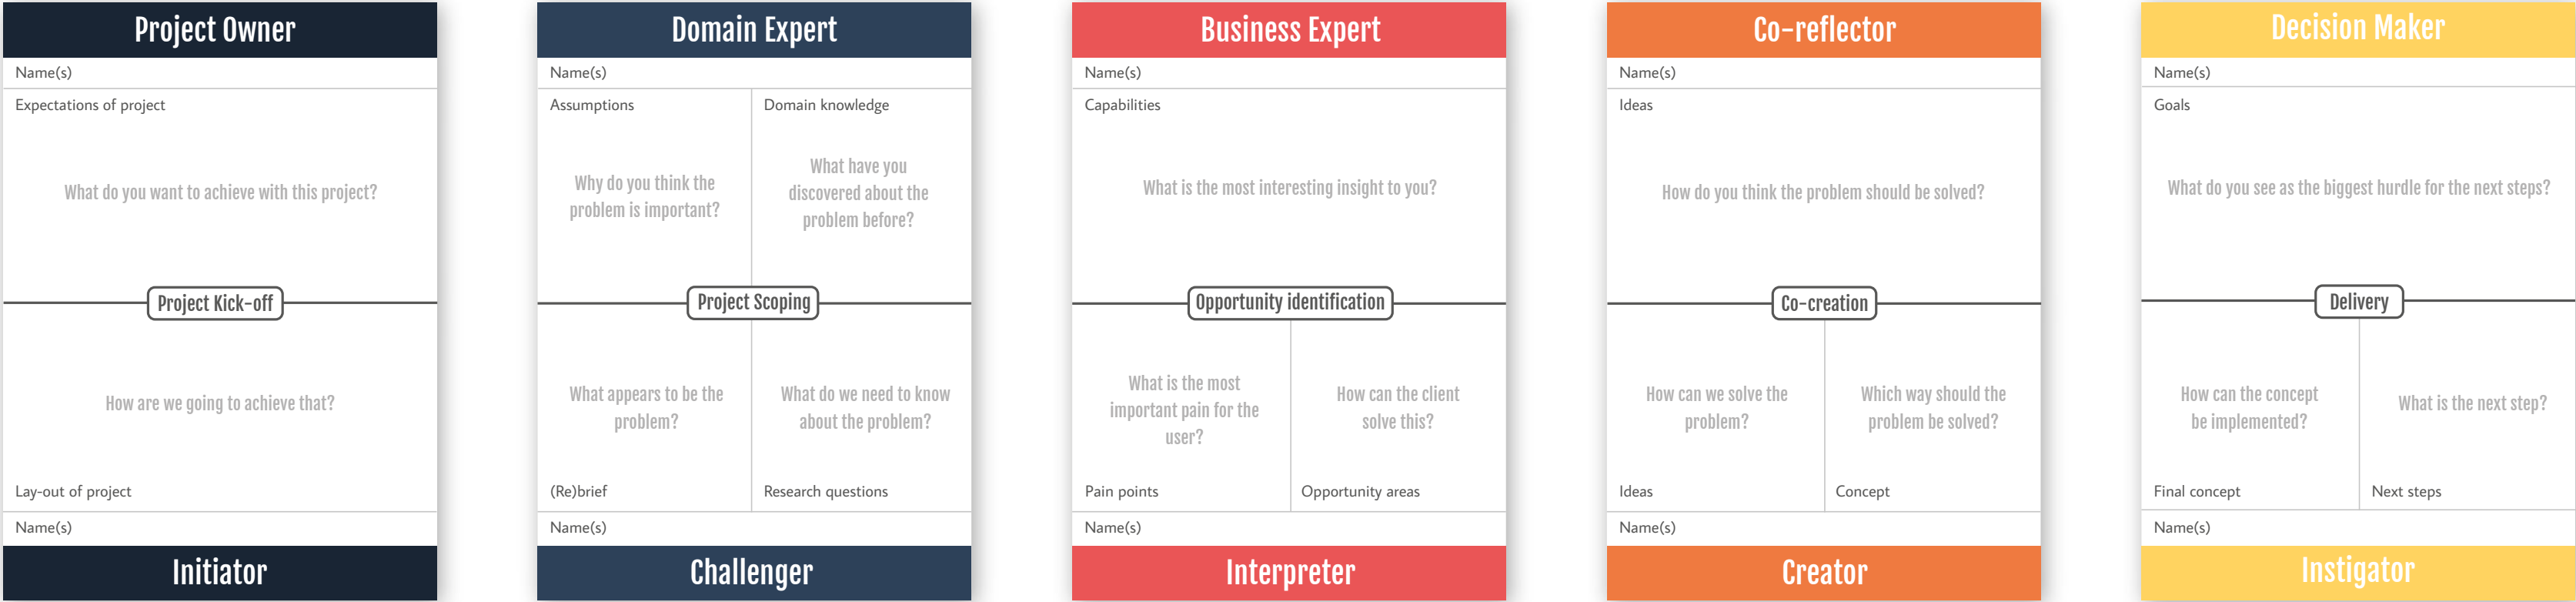 Project Owner
Name(s)
Expectations of project
What do you want to achieve with this project?
Project Kick-off
How are we going to achieve that?
Lay-out of project
Name(s)
Initiator
Domain Expert
Name(s)
Assumptions
Why do you think the
problem is important?
Domain knowledge
What have you
discovered about the
problem before?
Project Scoping
What appears to be the
problem?
(Re)brief
What do we need to know
about the problem?
Research questions
Name(s)
Challenger
Business Expert
Name(s)
Capabilities
What is the most interesting insight to you?
Opportunity identification
What is the most
important pain for the
user?
Pain points
How can the client
solve this?
Opportunity areas
Name(s)
Interpreter
Co-reflector
Name(s)
Ideas
How do you think the problem should be solved?
Co-creation
How can we solve the
problem?
Ideas
Which way should the
problem be solved?
Concept
Name(s)
Creator
Decision Maker
Name(s)
Goals
What do you see as the biggest hurdle for the next steps?
Delivery
How can the concept
be implemented?
Final concept
What is the next step?
Next steps
Name(s)
Instigator